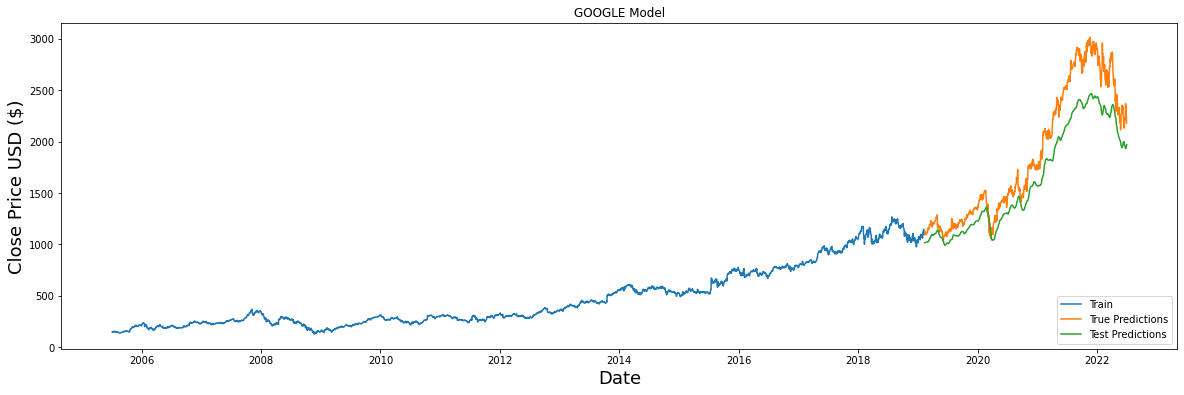 GOOGLE Model
Close Price USD ($)
3000
2500
2000
1500
1000
500
0
2006 2008 2010 2012 2014 2016 2018 2020 2022
Date
Train
True Predictions
Test Predictions